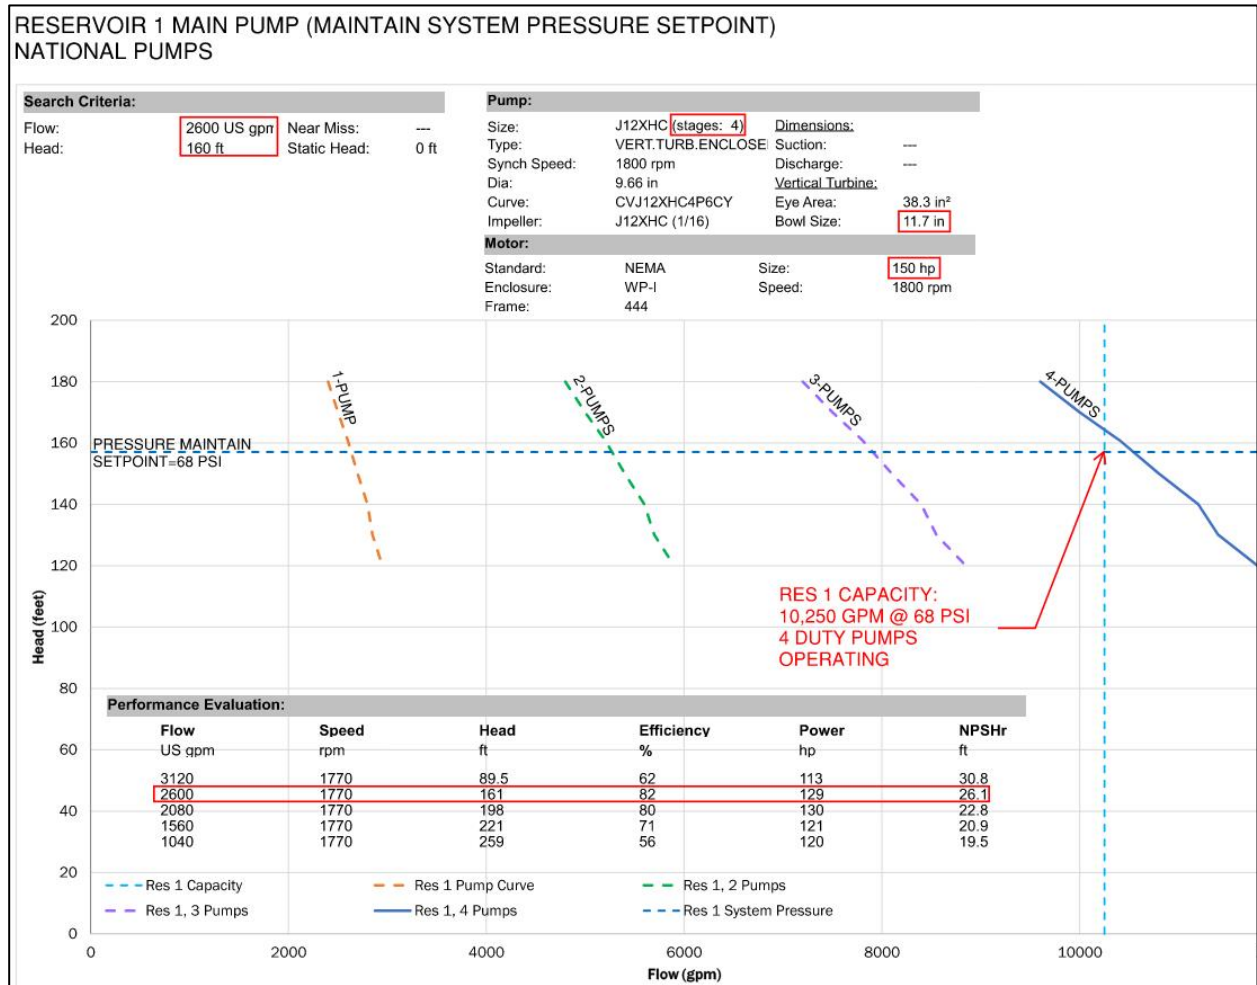 RESERVOIR 1 MAIN PUMP (MAINTAIN SYSTEM PRESSURE SETPOINT)
NATIONAL PUMPS
Search Criteria:
Flow: 2600 US gpm Near Miss: ---
Head: 160 ft Static Head: 0 ft
Pump:
Size: J12XHC (stages: 4) Dimensions:
Type: VERT.TURB.ENCLOSE Suction: ---
Synch Speed: 1800 rpm Discharge: ---
Dia: 9.66 in Vertical Turbine:
Curve: CVJ12XHC4P6CY Eye Area: 38.3 in²
Impeller: J12XHC (1/16) Bowl Size: 11.7 in
Motor:
Standard: NEMA Size: 150 hp
Enclosure: WP-I Speed: 1800 rpm
Frame: 444
200
180
160
140
120
100
80
60
40
20
0
Head (feet)
1-PUMP
2-PUMPS
3-PUMPS
4-PUMPS
PRESSURE MAINTAIN
SETPOINT=68 PSI
RES 1 CAPACITY:
10,250 GPM @ 68 PSI
4 DUTY PUMPS
OPERATING
Performance Evaluation:
Flow Speed Head Efficiency Power NPSHr
US gpm rpm ft % hp ft
3120 1770 89.5 62 113 30.8
2600 1770 161 82 129 26.1
2080 1770 198 80 130 22.8
1560 1770 221 71 121 20.9
1040 1770 259 56 120 19.5
Res 1 Capacity Res 1 Pump Curve Res 1, 2 Pumps
Res 1, 3 Pumps Res 1, 4 Pumps Res 1 System Pressure
0 2000 4000 6000 8000 10000
Flow (gpm)